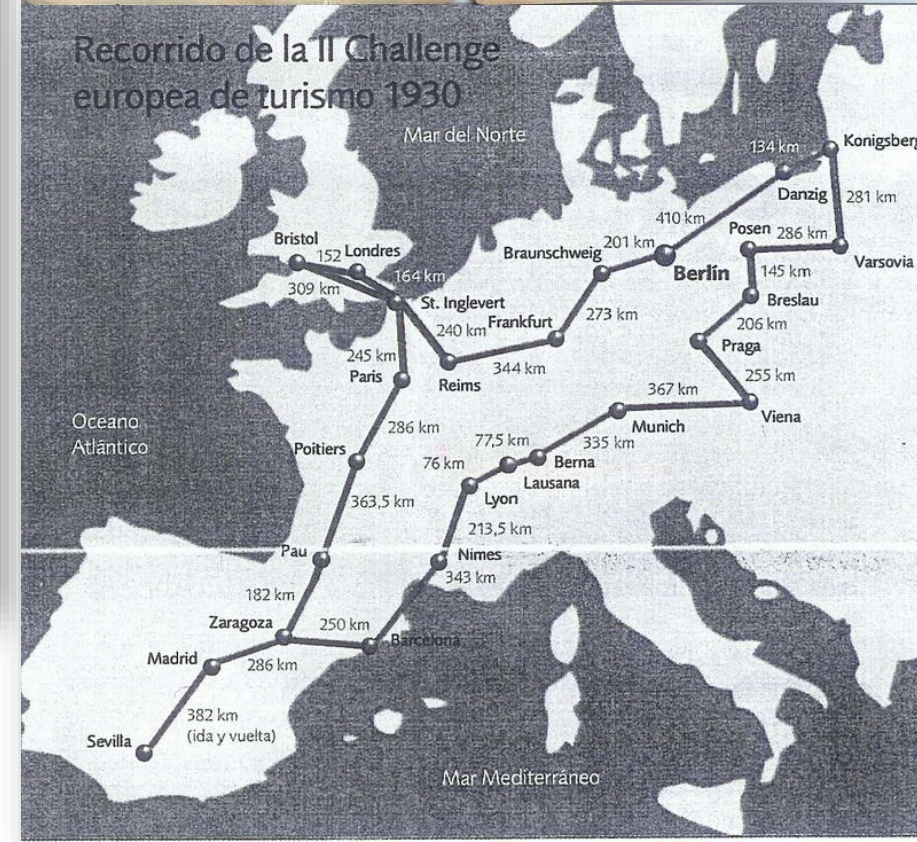 Recorrido de la II Challenge
europea de turismo 1930
Mar del Norte
Konigsberg
134 km
Danzig
281 km
410 km
Posen
286 km
Varsovia
Bristol
152
Londres
Braunschweig
201 km
Berlín
145 km
164 km
309 km
St. Inglevert
Breslau
273 km
206 km
Frankfurt
240 km
Praga
245 km
344 km
Paris
Reims
255 km
367 km
Viena
Oceano
Atlántico
286 km
Munich
77,5 km
335 km
Poitiers
76 km
Berna
Lausana
Lyon
363,5 km
213,5 km
Pau
Nimes
343 km
182 km
Zaragoza
250 km
Barcelona
Madrid
286 km
382 km
(ida y vuelta)
Sevilla
Mar Mediterráneo